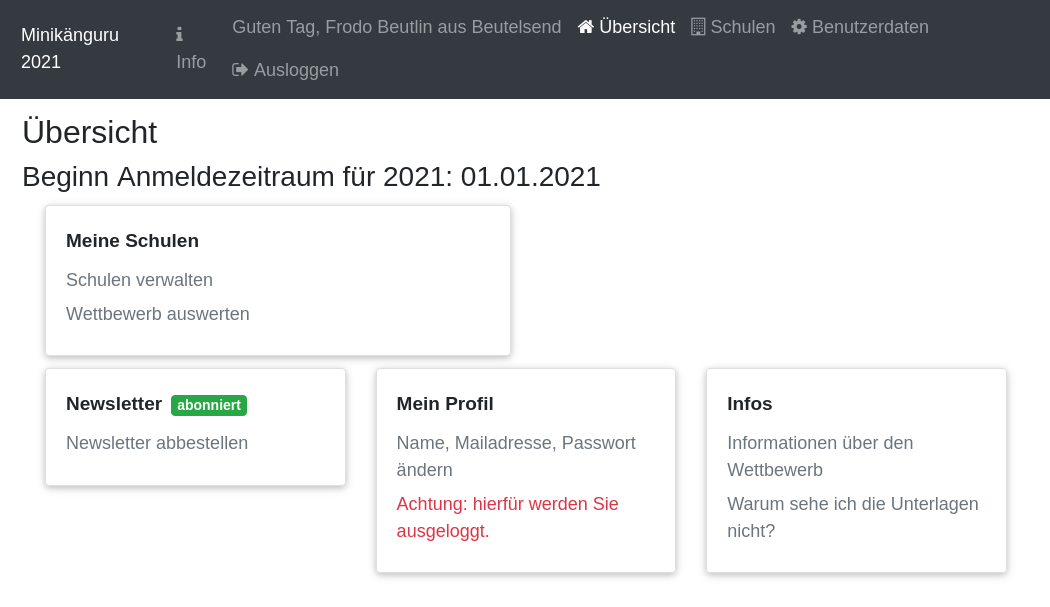 Minikänguru 2021
Info
Guten Tag, Frodo Beutlin aus Beutelsend Übersicht Schulen Benutzerdaten
Ausloggen
Übersicht
Beginn Anmeldezeitraum für 2021: 01.01.2021
Meine Schulen
Schulen verwalten
Wettbewerb auswerten
Newsletter abonniert
Newsletter abbestellen
Mein Profil
Name, Mailadresse, Passwort
ändern
Achtung: hierfür werden Sie
ausgeloggt.
Infos
Informationen über den
Wettbewerb
Warum sehe ich die Unterlagen
nicht?